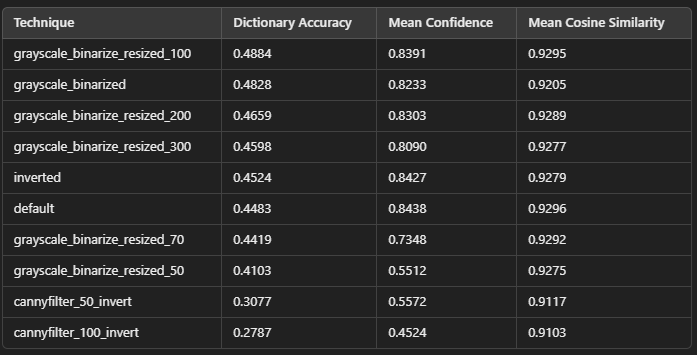 Technique Dictionary Accuracy Mean Confidence Mean Cosine Similarity
grayscale_binarize_resized_100 0.4884 0.8391 0.9295
grayscale_binarized 0.4828 0.8233 0.9205
grayscale_binarize_resized_200 0.4659 0.8303 0.9289
grayscale_binarize_resized_300 0.4598 0.8090 0.9277
inverted 0.4524 0.8427 0.9279
default 0.4483 0.8438 0.9296
grayscale_binarize_resized_70 0.4419 0.7348 0.9292
grayscale_binarize_resized_50 0.4103 0.5512 0.9275
cannyfilter_50_invert 0.3077 0.5572 0.9117
cannyfilter_100_invert 0.2787 0.4524 0.9103